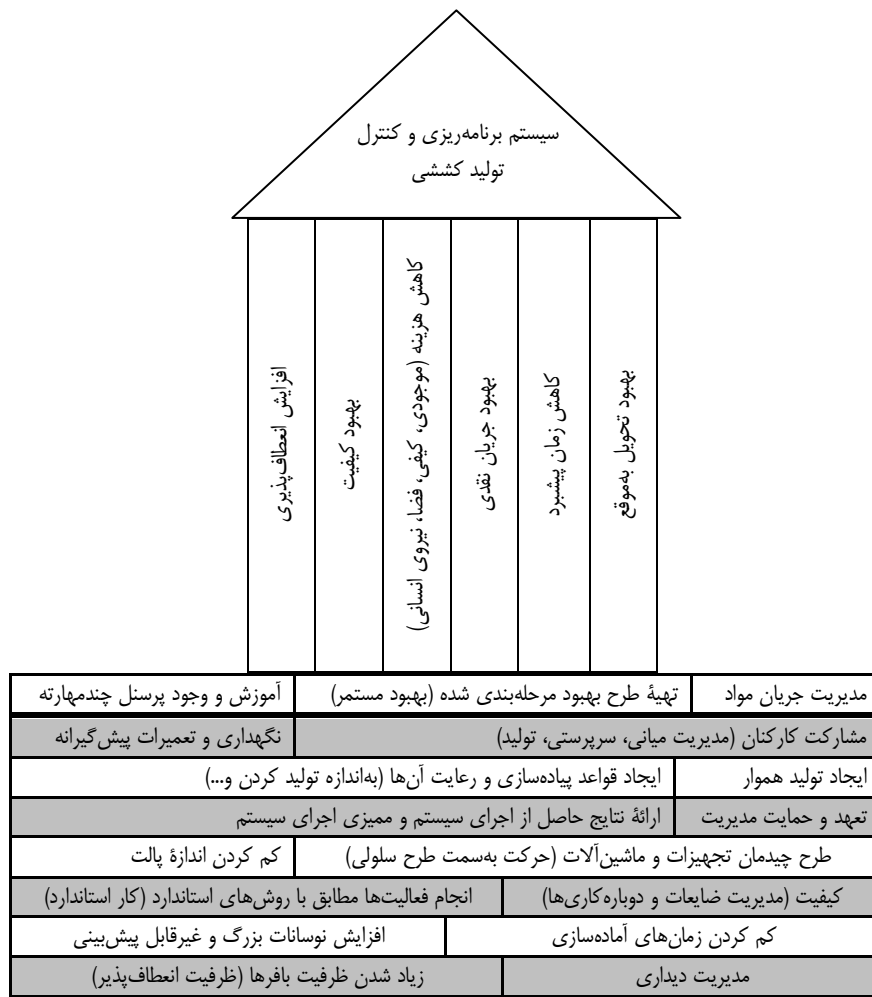 سیستم برنامه‌ریزی و کنترل
تولید کششی
بهبود تحویل به‌موقع
کاهش زمان پیشبرد
بهبود جریان نقدی
کاهش هزینه (موجودی، کیفی، فضا، نیروی انسانی)
بهبود کیفیت
افزایش انعطاف‌پذیری
مدیریت جریان مواد
تهیۀ طرح بهبود مرحله‌بندی شده (بهبود مستمر)
آموزش و وجود پرسنل چندمهارته
مشارکت کارکنان (مدیریت میانی، سرپرستی، تولید)
نگهداری و تعمیرات پیش‌گیرانه
ایجاد تولید هموار
ایجاد قواعد پیاده‌سازی و رعایت آن‌ها (به‌اندازه تولید کردن و...)
تعهد و حمایت مدیریت
ارائۀ نتایج حاصل از اجرای سیستم و ممیزی اجرای سیستم
طرح چیدمان تجهیزات و ماشین‌آلات (حرکت به‌سمت طرح سلولی)
کم کردن اندازۀ پالت
کیفیت (مدیریت ضایعات و دوباره‌کاری‌ها)
انجام فعالیت‌ها مطابق با روش‌های استاندارد (کار استاندارد)
کم کردن زمان‌های آماده‌سازی
افزایش نوسانات بزرگ و غیرقابل پیش‌بینی
مدیریت دیداری
زیاد شدن ظرفیت بافرها (ظرفیت انعطاف‌پذیر)